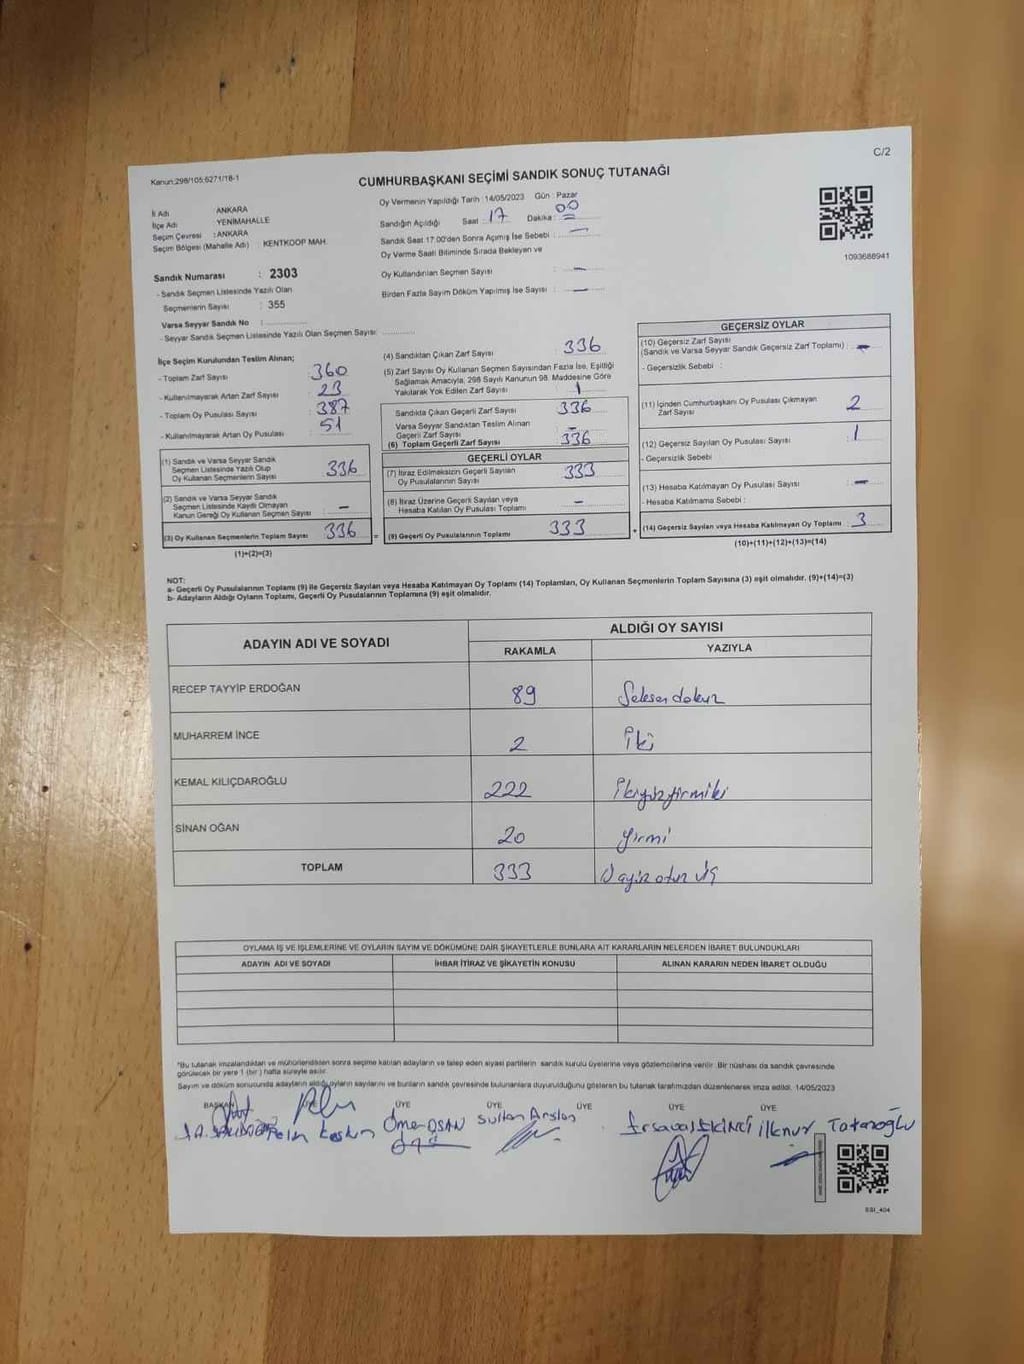 C/2
Kanun:298/105;6271/18-1
CUMHURBAŞKANI SEÇİMİ SANDIK SONUÇ TUTANAĞI
İl Adı : ANKARA
İlçe Adı : YENİMAHALLE
Seçim Çevresi : ANKARA
Seçim Bölgesi (Mahalle Adı) : KENTKOOP MAH.
Sandık Numarası : 2303
- Sandık Seçmen Listesinde Yazılı Olan
Seçmenlerin Sayısı : 355
Varsa Seyyar Sandık No :
- Seyyar Sandık Seçmen Listesinde Yazılı Olan Seçmen Sayısı:
Oy Vermenin Yapıldığı Tarih :14/05/2023 Gün : Pazar
Sandığın Açıldığı Saat : 17 Dakika : 00
Sandık Saat 17.00'den Sonra Açımış İse Sebebi : —
Oy Verme Saati Bitiminde Sırada Bekleyen ve
Oy Kullandırılan Seçmen Sayısı —
Birden Fazla Sayım Döküm Yapılmış İse Sayısı : —
1093688941
İlçe Seçim Kurulundan Teslim Alınan;
- Toplam Zarf Sayısı : 360
- Kullanılmayarak Artan Zarf Sayısı : 23
- Toplam Oy Pusulası Sayısı : 387
- Kullanılmayarak Artan Oy Pusulası : 51
(1) Sandık ve Varsa Seyyar Sandık
Seçmen Listesinde Yazılı Olup
Oy Kullanan Seçmenlerin Sayısı : 336
(2) Sandık ve Varsa Seyyar Sandık
Seçmen Listesinde Kaydı Olmayan
Kanun Gereği Oy Kullanan Seçmen Sayısı : —
(3) Oy Kullanan Seçmenlerin Toplam Sayısı : 336
(1)+(2)=(3)
(4) Sandıktan Çıkan Zarf Sayısı : 336
(5) Zarf Sayısı Oy Kullanan Seçmen Sayısından Fazla İse, Eşitliği
Sağlamak Amacıyla, 298 Sayılı Kanunun 98. Maddesine Göre
Yakılarak Yok Edilen Zarf Sayısı : 1
Sandıkta Çıkan Geçerli Zarf Sayısı : 336
Varsa Seyyar Sandıktan Teslim Alınan
Geçerli Zarf Sayısı : —
(6) Toplam Geçerli Zarf Sayısı : 336
GEÇERLİ OYLAR
(7) İtiraz Edilmeksizin Geçerli Sayılan
Oy Pusulalarının Sayısı : 333
(8) İtiraz Üzerine Geçerli Sayılan veya
Hesaba Katılan Oy Pusulası Toplamı : —
(9) Geçerli Oy Pusulalarının Toplamı : 333
GEÇERSİZ OYLAR
(10) Geçersiz Zarf Sayısı
(Sandık ve Varsa Seyyar Sandık Geçersiz Zarf Toplamı) : —
- Geçersizlik Sebebi :
(11) İçinden Cumhurbaşkanı Oy Pusulası Çıkmayan
Zarf Sayısı : 2
(12) Geçersiz Sayılan Oy Pusulası Sayısı : 1
- Geçersizlik Sebebi
(13) Hesaba Katılmayan Oy Pusulası Sayısı : —
- Hesaba Katılmama Sebebi :
(14) Geçersiz Sayılan veya Hesaba Katılmayan Oy Toplamı : 3
(10)+(11)+(12)+(13)=(14)
NOT:
a- Geçerli Oy Pusulalarının Toplamı (9) ile Geçersiz Sayılan veya Hesaba Katılmayan Oy Toplamı (14) Toplamları, Oy Kullanan Seçmenlerin Toplam Sayısına (3) eşit olmalıdır. (9)+(14)=(3)
b- Adayların Aldığı Oyların Toplamı, Geçerli Oy Pusulalarının Toplamına (9) eşit olmalıdır.
ADAYIN ADI VE SOYADI ALDIĞI OY SAYISI
RAKAMLA YAZIYLA
RECEP TAYYİP ERDOĞAN 89 Seksen dokuz
MUHARREM İNCE 2 İki
KEMAL KILIÇDAROĞLU 222 İkiyüzyirmiki
SİNAN OĞAN 20 Yirmi
TOPLAM 333 Üçyüz otuz üç
OYLAMA İŞ VE İŞLEMLERİNE VE OYLARIN SAYIM VE DÖKÜMÜNE DAİR ŞİKAYETLERLE BUNLARA AİT KARARLARIN NELERDEN İBARET BULUNDUKLARI
ADAYIN ADI VE SOYADI İHBAR İTİRAZ VE ŞİKAYETİN KONUSU ALINAN KARARIN NEDEN İBARET OLDUĞU
*Bu tutanak imzalandıktan ve mühürlendikten sonra seçime katılan adayların ve talep eden siyasi partilerin sandık kurulu üyelerine veya gözlemcilerine verilir. Bir nüshası da sandık çevresinde
görülecek bir yere 1 (bir ) hafta süreyle asılır.
Sayım ve döküm sonucunda adayların aldığı oyların sayılarını ve bunların sandık çevresinde bulunanlara duyurulduğunu gösteren bu tutanak tarafımızdan düzenlenerek imza edildi. 14/05/2023
BAŞKAN ÜYE ÜYE ÜYE ÜYE ÜYE ÜYE
Pelin Keskin Ömer OSAN Sultan Arslan Ersavaş EKİNCİ İlknur Tataroğlu
SSI_404